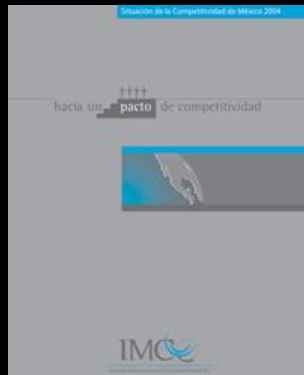 Situación de la Competitividad de México 2004
hacia un pacto de competitividad
IMCO